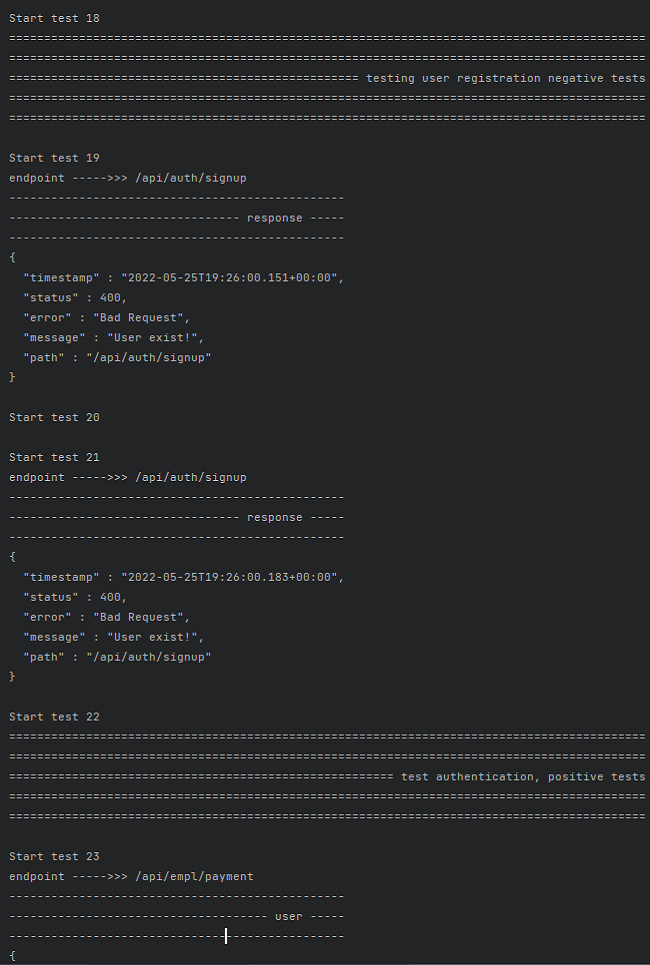 Start test 18
===========================================================================================
===========================================================================================
================================================== testing user registration negative tests
===========================================================================================
===========================================================================================
Start test 19
endpoint ----->>> /api/auth/signup
------------------------------------------------
--------------------------------- response -----
------------------------------------------------
{
  "timestamp" : "2022-05-25T19:26:00.151+00:00",
  "status" : 400,
  "error" : "Bad Request",
  "message" : "User exist!",
  "path" : "/api/auth/signup"
}
Start test 20
Start test 21
endpoint ----->>> /api/auth/signup
------------------------------------------------
--------------------------------- response -----
------------------------------------------------
{
  "timestamp" : "2022-05-25T19:26:00.183+00:00",
  "status" : 400,
  "error" : "Bad Request",
  "message" : "User exist!",
  "path" : "/api/auth/signup"
}
Start test 22
===========================================================================================
===========================================================================================
======================================================= test authentication, positive tests
===========================================================================================
===========================================================================================
Start test 23
endpoint ----->>> /api/empl/payment
------------------------------------------------
------------------------------------- user -----
------------------------------------------------
{